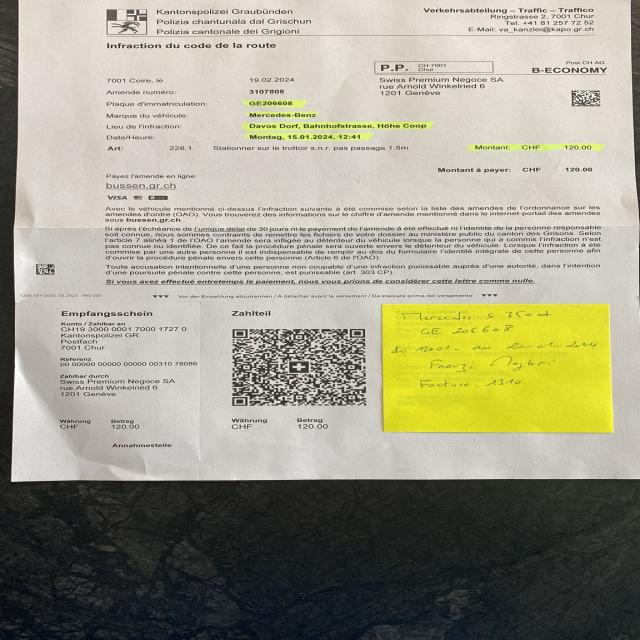 Kantonspolizei Graubünden
Polizia chantunala dal Grischun
Polizia cantonale dei Grigioni
Verkehrsabteilung – Traffic – Traffico
Ringstrasse 2, 7001 Chur
Tel. +41 81 257 72 52
E-Mail: va_kanzlei@kapo.gr.ch
Infraction du code de la route
P.P. CH-7001 Chur
Post CH AG
B-ECONOMY
7001 Coire, le 19.02.2024
Swiss Premium Negoce SA
rue Arnold Winkelried 6
1201 Genève
Amende numéro: 3107808
Plaque d'immatriculation: GE206608
Marque du véhicule: Mercedes-Benz
Lieu de l'infraction: Davos Dorf, Bahnhofstrasse, Höhe Coop
Date/Heure: Montag, 15.01.2024, 12:41
Art: 228.1. Stationner sur le trottoir s.n.r. pas passage 1.5m Montant: CHF 120.00
Montant à payer: CHF 120.00
Payez l'amende en ligne:
bussen.gr.ch
VISA
Avec le véhicule mentionné ci-dessus l'infraction suivante à été commise selon la liste des amendes de l'ordonnance sur les
amendes d'ordre (OAO). Vous trouverez des informations sur le chiffre d'amende mentionné dans le internet-portail des amendes
sous bussen.gr.ch.
Si après l'échéance de l'unique délai de 30 jours ni le payement de l'amende à été effectué ni l'identité de la personne responsable
soit connue, nous sommes contraints de remettre les fichiers de votre dossier au ministère public du canton des Grisons. Selon
l'article 7 alinéa 1 de l'OAO l'amende sera infligée au détenteur du véhicule lorsque la personne qui a commis l'infraction n'est
pas connue ou identifiée. De ce fait la procédure pénale sera ouverte envers le détenteur du véhicule. Lorsque l'infraction a été
commise par une autre personne il est indispensable de remplir au dos du formulaire l'identité intégrale de cette personne afin
d'ouvrir la procédure pénale envers cette personne (Article 6 de l'OAO).
Toute accusation intentionnelle d'une personne non occupable d'une infraction punissable auprès d'une autorité, dans l'intention
d'une poursuite pénale contre cette personne, est punissable (art. 303 CP).
Si vous avez effectué entretemps le paiement, nous vous prions de considérer cette lettre comme nulle.
Vor der Einzahlung abzutrennen / A détacher avant le versement / Da staccare prima del versamento
Empfangsschein
Konto / Zahlbar an
CH19 3000 0001 7000 1727 0
Kantonspolizei GR
Postfach
7001 Chur
Referenz
00 00000 00000 00000 00310 78086
Zahlbar durch
Swiss Premium Negoce SA
rue Arnold Winkelried 6
1201 Genève
Währung Betrag
CHF 120.00
Annahmestelle
Zahlteil
Währung Betrag
CHF 120.00
Mercedes S 350 d
GE 206608
Faouzi
Facture 1310